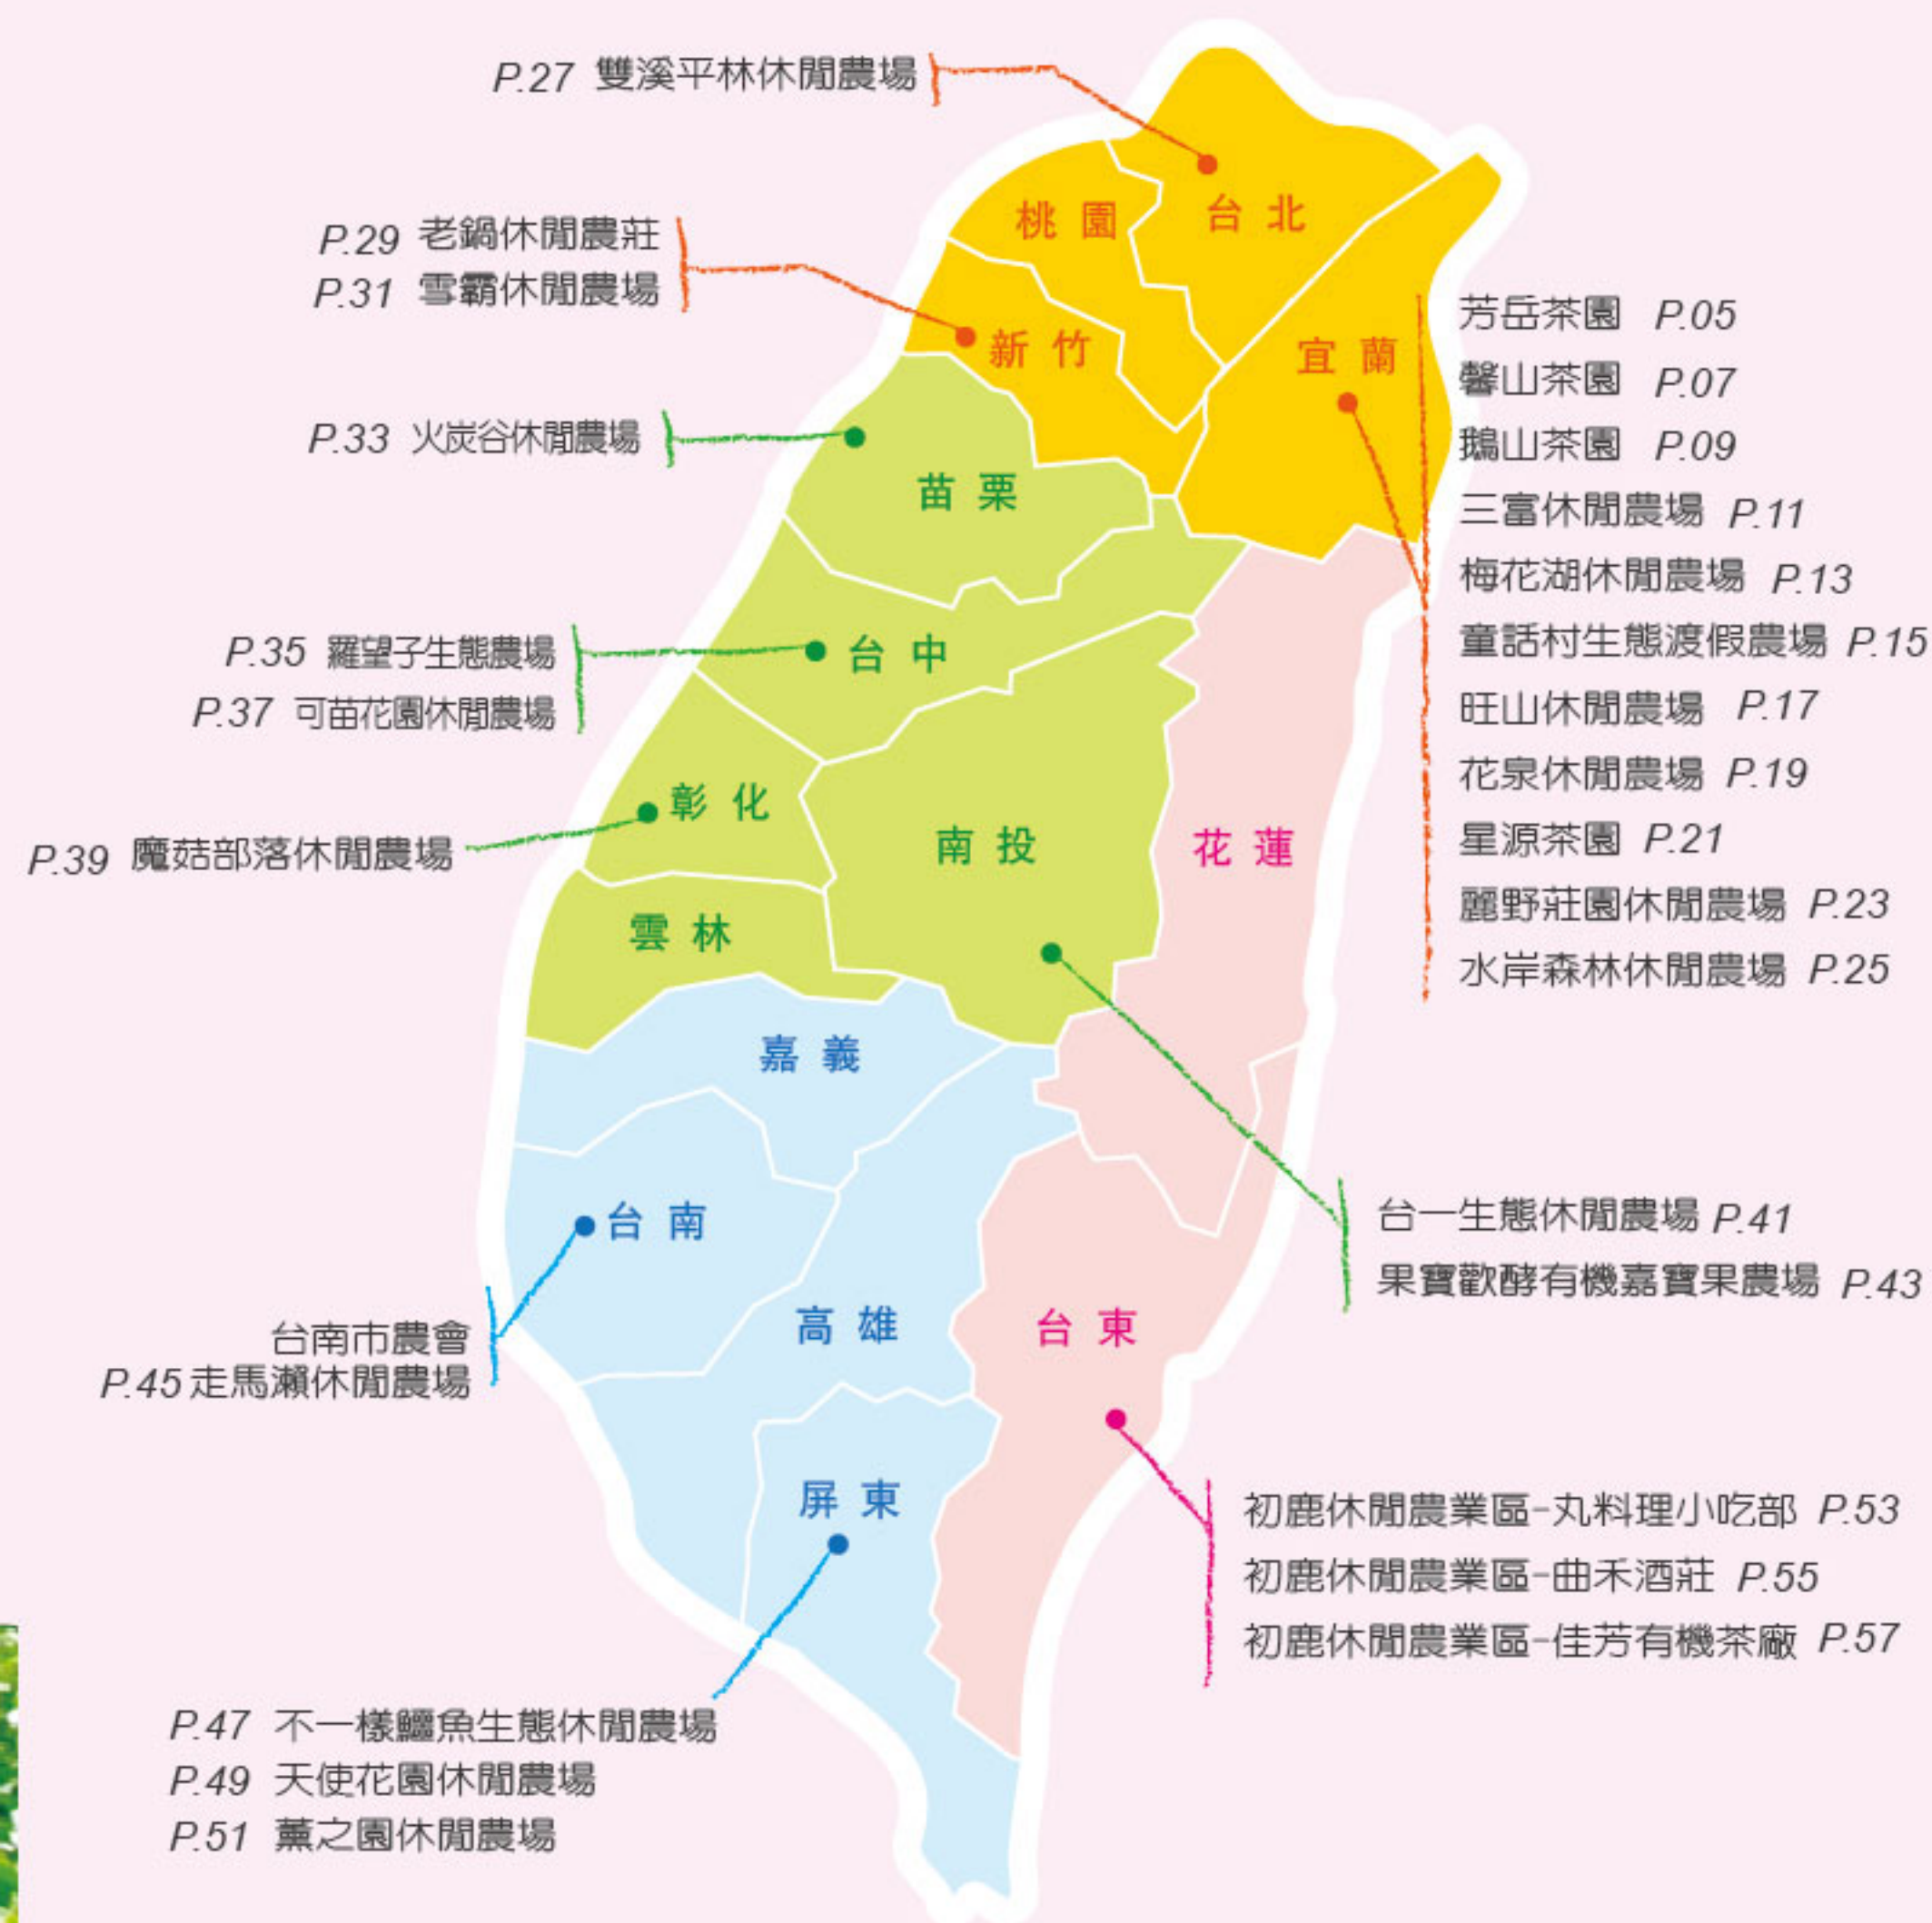 P.27 雙溪平林休閒農場
P.29 老鍋休閒農莊
P.31 雪霸休閒農場
桃園
台北
新竹
宜蘭
芳岳茶園 P.05
馨山茶園 P.07
鵝山茶園 P.09
三富休閒農場 P.11
梅花湖休閒農場 P.13
童話村生態渡假農場 P.15
旺山休閒農場 P.17
花泉休閒農場 P.19
星源茶園 P.21
麗野莊園休閒農場 P.23
水岸森林休閒農場 P.25
P.33 火炭谷休閒農場
苗栗
P.35 羅望子生態農場
P.37 可苗花園休閒農場
台中
彰化
P.39 魔菇部落休閒農場
南投
花蓮
雲林
嘉義
台一生態休閒農場 P.41
果寶歡酵有機嘉寶果農場 P.43
台南
台南市農會
P.45 走馬瀨休閒農場
高雄
台東
屏東
初鹿休閒農業區-丸料理小吃部 P.53
初鹿休閒農業區-曲禾酒莊 P.55
初鹿休閒農業區-佳芳有機茶廠 P.57
P.47 不一樣鱷魚生態休閒農場
P.49 天使花園休閒農場
P.51 薰之園休閒農場